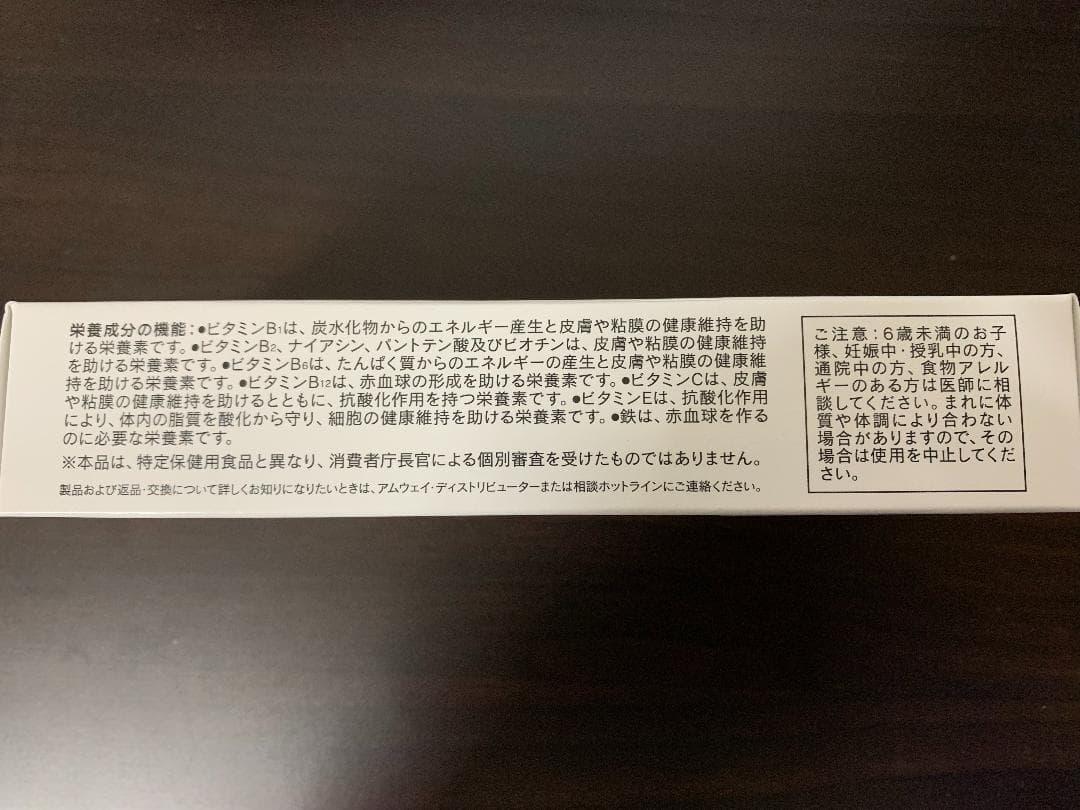 栄養成分の機能：●ビタミンB1は、炭水化物からのエネルギー産生と皮膚や粘膜の健康維持を助
ける栄養素です。●ビタミンB2、ナイアシン、パントテン酸及びビオチンは、皮膚や粘膜の健康維持
を助ける栄養素です。●ビタミンB6は、たんぱく質からのエネルギーの産生と皮膚や粘膜の健康維
持を助ける栄養素です。●ビタミンB12は、赤血球の形成を助ける栄養素です。●ビタミンCは、皮膚
や粘膜の健康維持を助けるとともに、抗酸化作用を持つ栄養素です。●ビタミンEは、抗酸化作用
により、体内の脂質を酸化から守り、細胞の健康維持を助ける栄養素です。●鉄は、赤血球を作る
のに必要な栄養素です。
※本品は、特定保健用食品と異なり、消費者庁長官による個別審査を受けたものではありません。
製品および返品・交換について詳しくお知りになりたいときは、アムウェイ・ディストリビューターまたは相談ホットラインにご連絡ください。
ご注意：6歳未満のお子
様、妊娠中・授乳中の方、
通院中の方、食物アレル
ギーのある方は医師に相
談してください。まれに体
質や体調により合わない
場合がありますので、その
場合は使用を中止してくだ
さい。